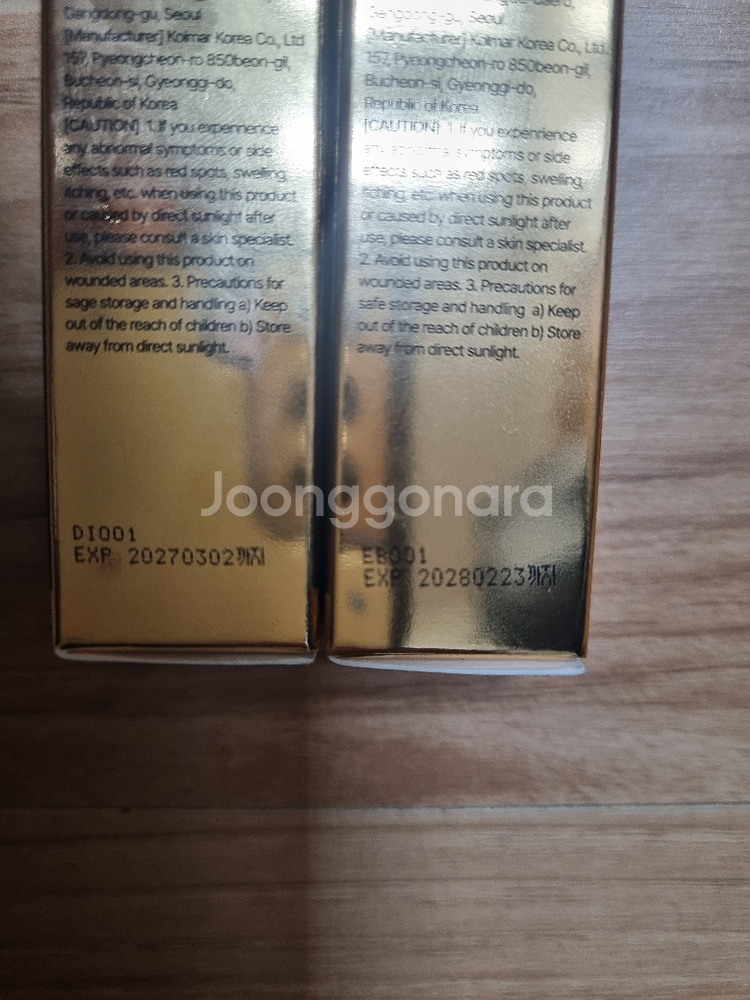 Gangdong-gu, Seoul
[Manufacturer] Kolmar Korea Co., Ltd
157, Pyeongcheon-ro 850beon-gil,
Bucheon-si, Gyeonggi-do,
Republic of Korea
[CAUTION] 1.If you experirence
any abnormal symptoms or side
effects such as red spots, swelling,
itching, etc. when using this product
or caused by direct sunlight after
use, please consult a skin specialist.
2. Avoid using this product on
wounded areas. 3. Precautions for
sage storage and handling a) Keep
out of the reach of children b) Store
away from direct sunlight.
DI001
EXP 20270302까지
Gangdong-gu, Seoul
[Manufacturer] Kolmar Korea Co., Ltd.
157, Pyeongcheon-ro 850beon-gil,
Bucheon-si, Gyeonggi-do,
Republic of Korea
[CAUTION] 1.If you experirence
any abnormal symptoms or side
effects such as red spots, swelling,
itching, etc. when using this product
or caused by direct sunlight after
use, please consult a skin specialist.
2. Avoid using this product on
wounded areas. 3. Precautions for
safe storage and handling a) Keep
out of the reach of children b) Store
away from direct sunlight.
EB001
EXP 20280223까지
Joonggonara